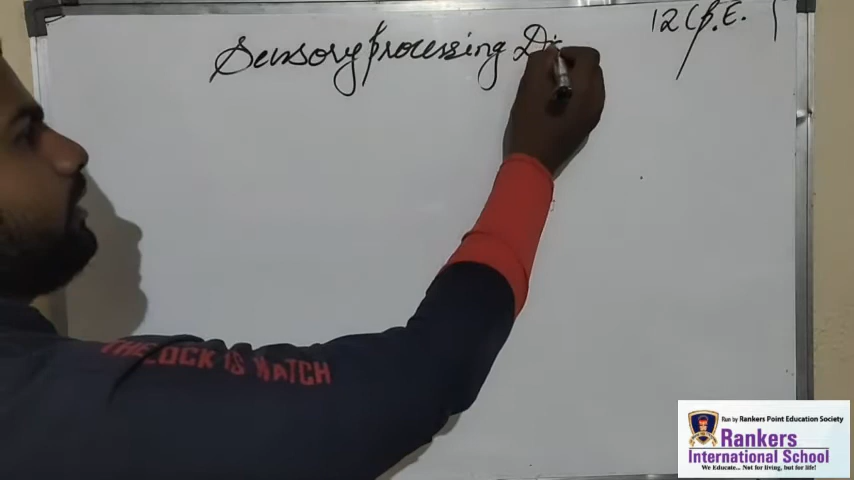 Sensory processing Di
12(P.E.)
THE LOCK IS WATCH
Run by Rankers Point Education Society
Rankers
International School
We Educate... Not for living, but for life!